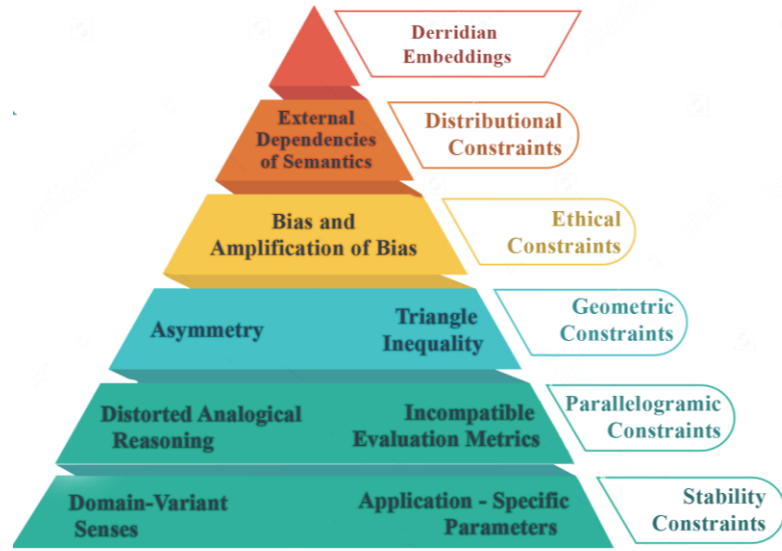 Derridian
Embeddings
External
Dependencies
of Semantics
Distributional
Constraints
Bias and
Amplification of Bias
Ethical
Constraints
Asymmetry
Triangle
Inequality
Geometric
Constraints
Distorted Analogical
Reasoning
Incompatible
Evaluation Metrics
Parallelogramic
Constraints
Domain-Variant
Senses
Application - Specific
Parameters
Stability
Constraints